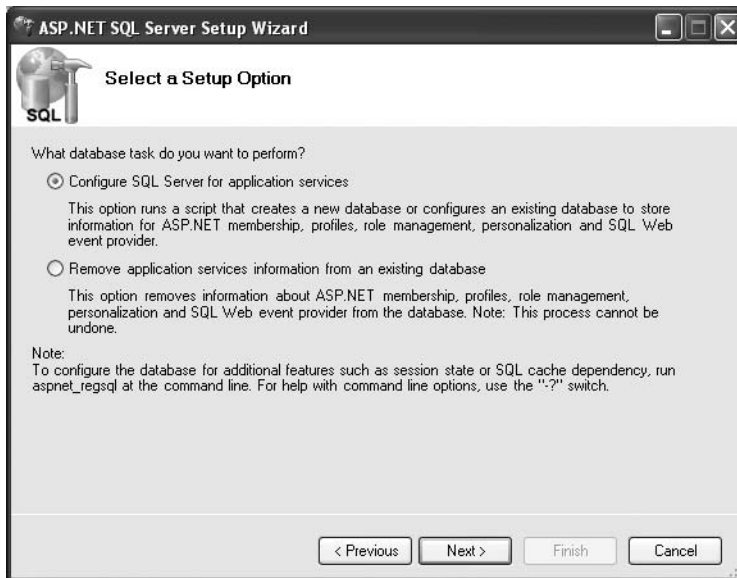 ASP.NET SQL Server Setup Wizard
SQL
Select a Setup Option
What database task do you want to perform?
Configure SQL Server for application services
This option runs a script that creates a new database or configures an existing database to store
information for ASP.NET membership, profiles, role management, personalization and SQL Web
event provider.
Remove application services information from an existing database
This option removes information about ASP.NET membership, profiles, role management,
personalization and SQL Web event provider from the database. Note: This process cannot be
undone.
Note:
To configure the database for additional features such as session state or SQL cache dependency, run
aspnet_regsql at the command line. For help with command line options, use the "-?" switch.
< Previous
Next >
Finish
Cancel